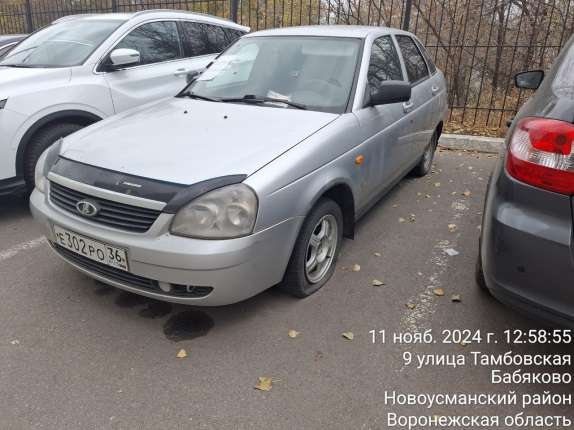 Е302РО 36
11 нояб. 2024 г. 12:58:55
9 улица Тамбовская
Бабяково
Новоусманский район
Воронежская область